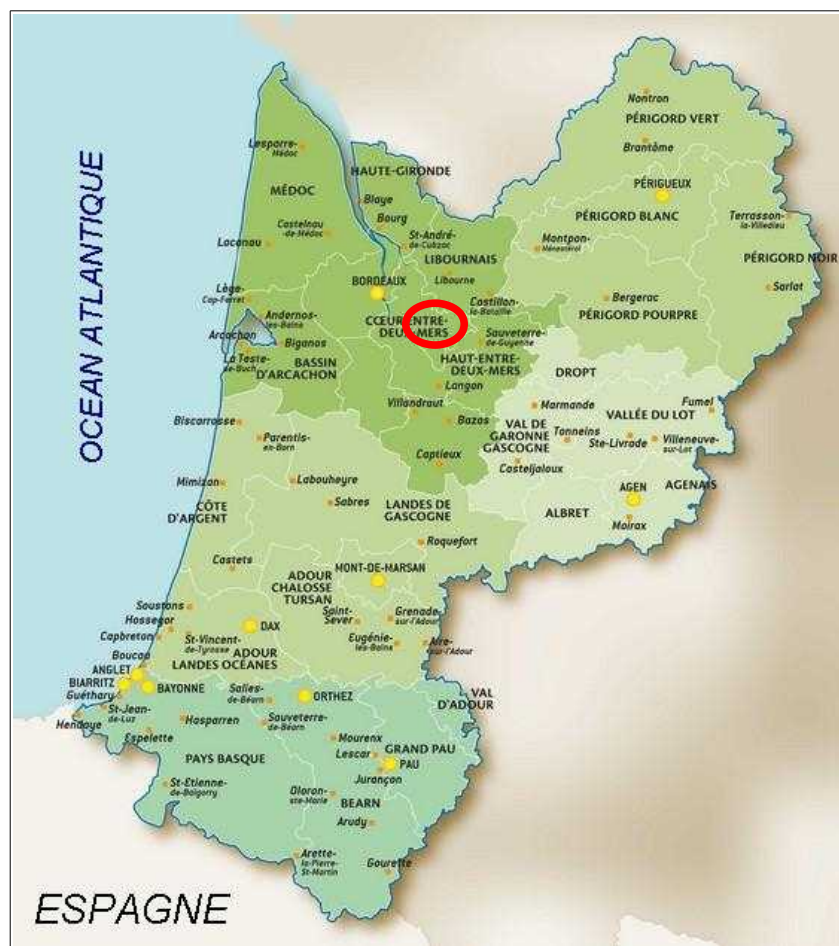 Nontron
PÉRIGORD VERT
Brantôme
OCEAN ATLANTIQUE
Lesparre-
Médoc
HAUTE-GIRONDE
MÉDOC
Blaye
PÉRIGUEUX
Bourg
PÉRIGORD BLANC
Terrasson-
la-Villedieu
Castelnau
-de-Médoc
St-André-
de-Cubzac
Lacanau
Montpon-
Ménestérol
LIBOURNAIS
PÉRIGORD NOIR
BORDEAUX
Libourne
Lège-
Cap-Ferret
Castillon-
la-Bataille
Bergerac
Sarlat
Andernos-
les-Bains
CŒUR ENTRE-
DEUX-MERS
PÉRIGORD POURPRE
Arcachon
Biganos
Sauveterre-
de-Guyenne
La Teste-
de-Buch
BASSIN
D'ARCACHON
HAUT-ENTRE-
DEUX-MERS
DROPT
Langon
Villandraut
Marmande
VALLÉE DU LOT
Fumel
Biscarrosse
Bazas
VAL DE
GARONNE
GASCOGNE
Tonneins
Ste-Livrade
Villeneuve-
sur-Lot
Parentis-
en-Born
Captieux
Casteljaloux
Mimizan
Labouheyre
AGEN
AGENAIS
CÔTE
D'ARGENT
Sabres
LANDES DE
GASCOGNE
ALBRET
Moirax
Roquefort
Castets
MONT-DE-MARSAN
ADOUR
CHALOSSE
TURSAN
Soustons
Hossegor
Saint-
Sever
Grenade-
sur-l'Adour
Capbreton
St-Vincent-
de-Tyrosse
DAX
Eugénie-
les-Bains
Aire-
sur-l'Adour
Boucau
ADOUR
LANDES OCÉANES
ANGLET
BIARRITZ
BAYONNE
Salies-
de-Béarn
ORTHEZ
VAL
D'ADOUR
Guéthary
St-Jean-
de-Luz
Hasparren
Sauveterre-
de-Béarn
Hendaye
Espelette
Mourenx
GRAND PAU
Lescar
PAU
PAYS BASQUE
Jurançon
St-Etienne-
de-Baigorry
Oloron-
ste-Marie
BEARN
Arudy
Arette-
la-Pierre-
St-Martin
Gourette
ESPAGNE